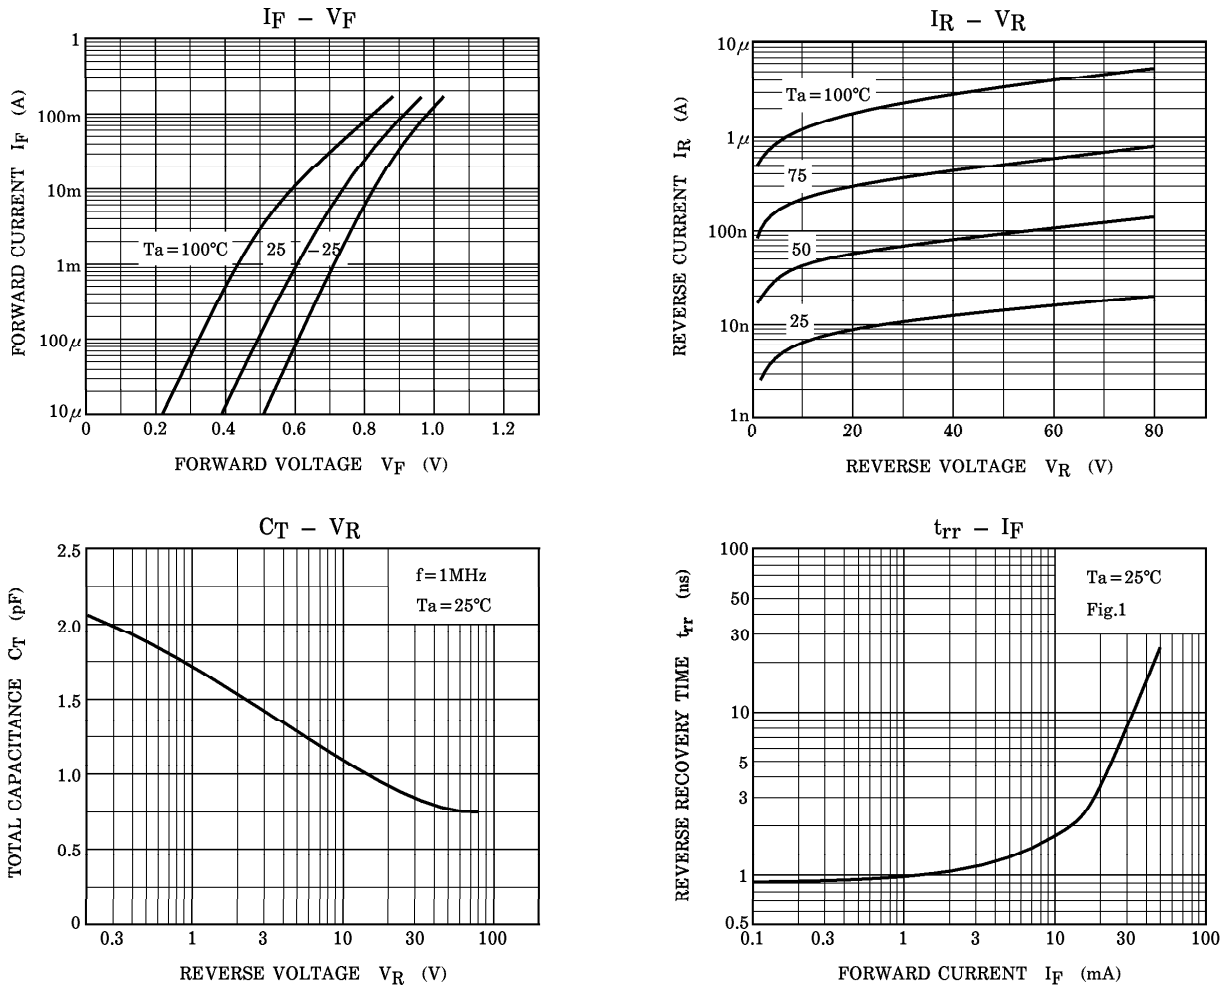 IF – VF
1
100m
10m
1m
100μ
10μ
FORWARD CURRENT IF (A)
Ta=100°C
25
–25
0
0.2
0.4
0.6
0.8
1.0
1.2
FORWARD VOLTAGE VF (V)
IR – VR
10μ
1μ
100n
10n
1n
REVERSE CURRENT IR (A)
Ta=100°C
75
50
25
0
20
40
60
80
REVERSE VOLTAGE VR (V)
CT – VR
2.5
2.0
1.5
1.0
0.5
0
TOTAL CAPACITANCE CT (pF)
f=1MHz
Ta=25°C
0.3
1
3
10
30
100
REVERSE VOLTAGE VR (V)
trr – IF
100
50
30
10
5
3
1
0.5
REVERSE RECOVERY TIME trr (ns)
Ta=25°C
Fig.1
0.1
0.3
1
3
10
30
100
FORWARD CURRENT IF (mA)